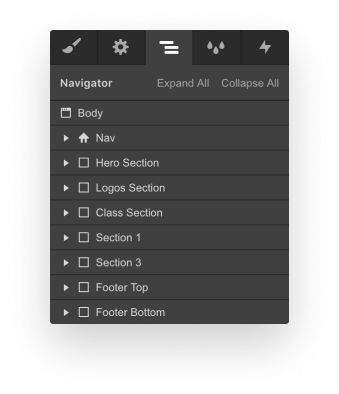 Navigator Expand All Collapse All
Body
Nav
Hero Section
Logos Section
Class Section
Section 1
Section 3
Footer Top
Footer Bottom